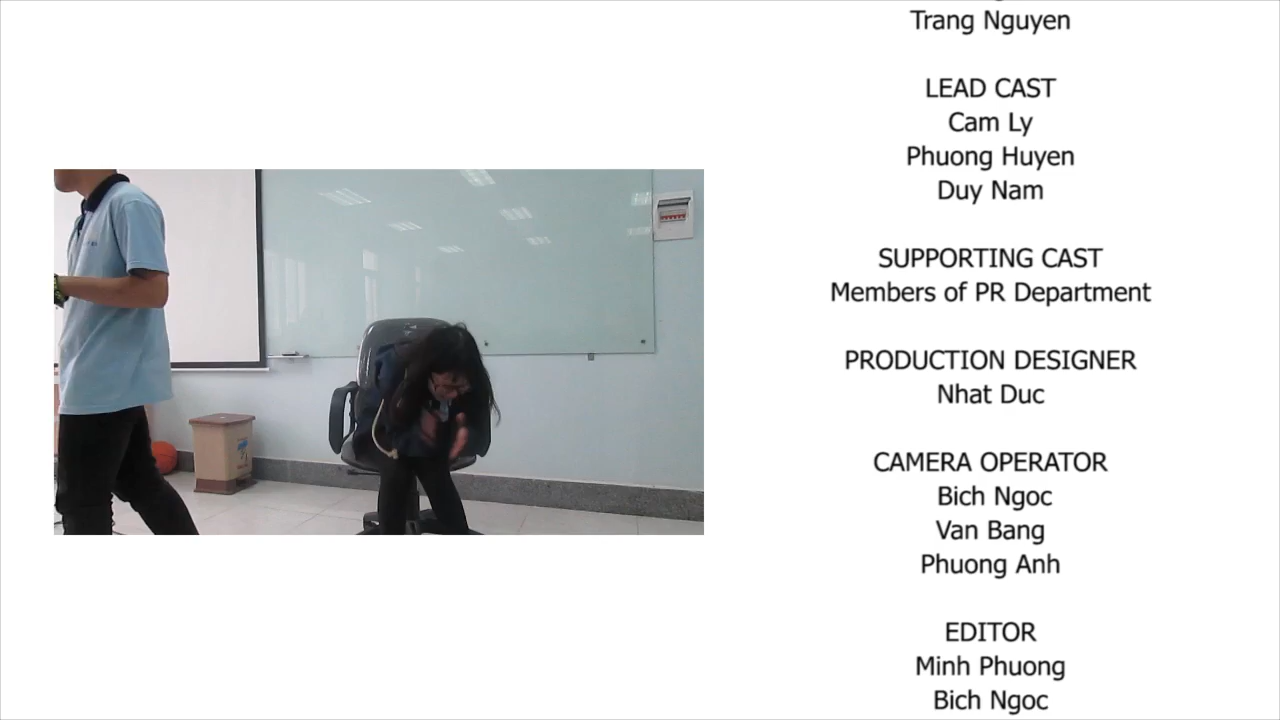 Trang Nguyen
LEAD CAST
Cam Ly
Phuong Huyen
Duy Nam
SUPPORTING CAST
Members of PR Department
PRODUCTION DESIGNER
Nhat Duc
CAMERA OPERATOR
Bich Ngoc
Van Bang
Phuong Anh
EDITOR
Minh Phuong
Bich Ngoc